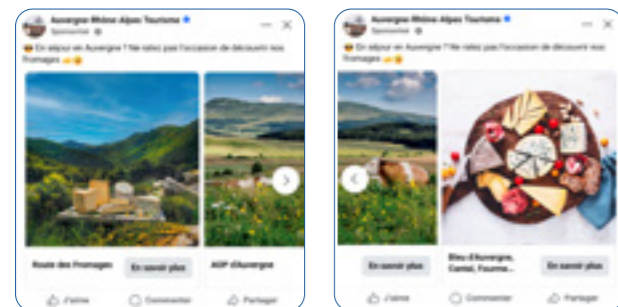 Auvergne-Rhône-Alpes Tourisme
Sponsorisé
En séjour en Auvergne ? Ne ratez pas l'occasion de découvrir nos
fromages
Route des Fromages
En savoir plus
AOP d'Auvergne
J'aime
Commenter
Partager
Auvergne-Rhône-Alpes Tourisme
Sponsorisé
En séjour en Auvergne ? Ne ratez pas l'occasion de découvrir nos
fromages
En savoir plus
Bleu d'Auvergne,
Cantal, Fourme...
En savoir plus
J'aime
Commenter
Partager